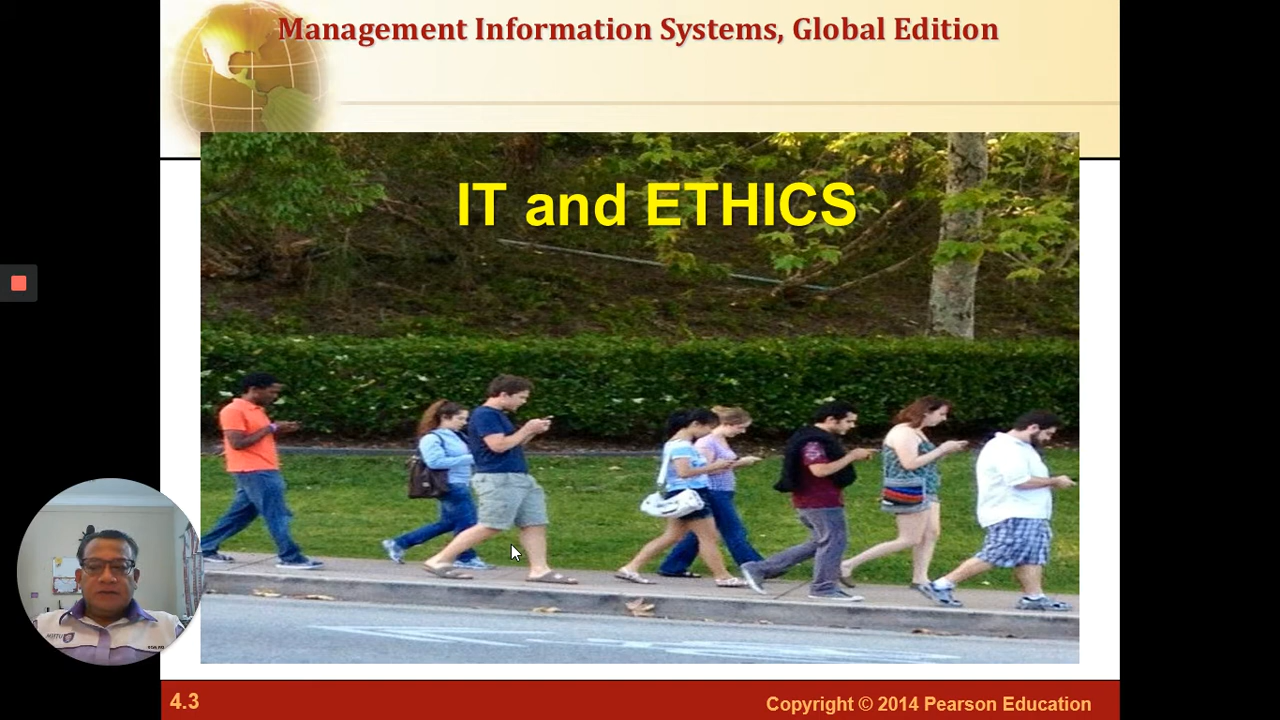 Management Information Systems, Global Edition
IT and ETHICS
4.3
Copyright © 2014 Pearson Education